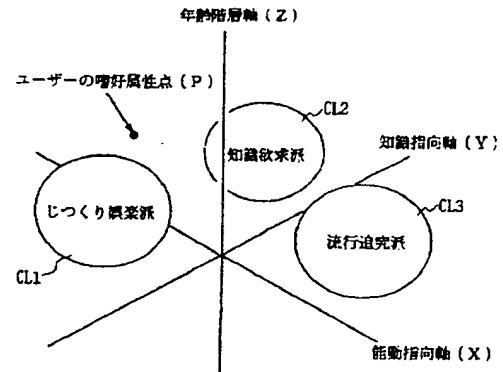 年齢階層軸（Z）
ユーザーの嗜好属性点（P）
CL2
知識欲求派
知識指向軸（Y）
じつくり娯楽派
CL3
流行追究派
CL1
能動指向軸（X）